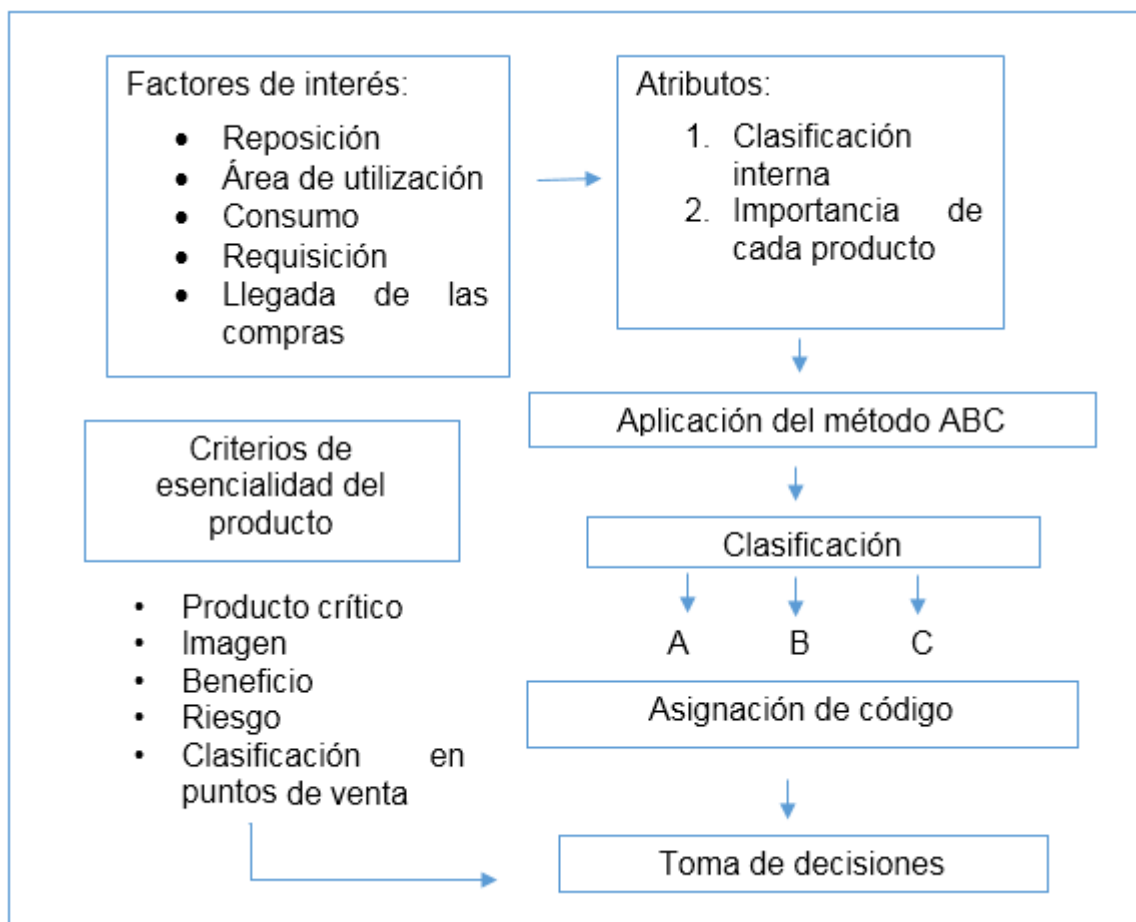 Factores de interés:
• Reposición
• Área de utilización
• Consumo
• Requisición
• Llegada de las
compras
Atributos:
1. Clasificación
interna
2. Importancia de
cada producto
Aplicación del método ABC
Clasificación
A B C
Asignación de código
Criterios de
esencialidad del
producto
• Producto crítico
• Imagen
• Beneficio
• Riesgo
• Clasificación en
puntos de venta
Toma de decisiones